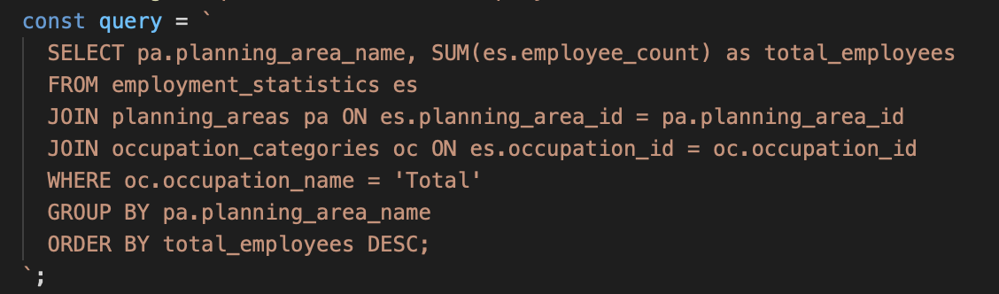 const query = `
SELECT pa.planning_area_name, SUM(es.employee_count) as total_employees
FROM employment_statistics es
JOIN planning_areas pa ON es.planning_area_id = pa.planning_area_id
JOIN occupation_categories oc ON es.occupation_id = oc.occupation_id
WHERE oc.occupation_name = 'Total'
GROUP BY pa.planning_area_name
ORDER BY total_employees DESC;
`;